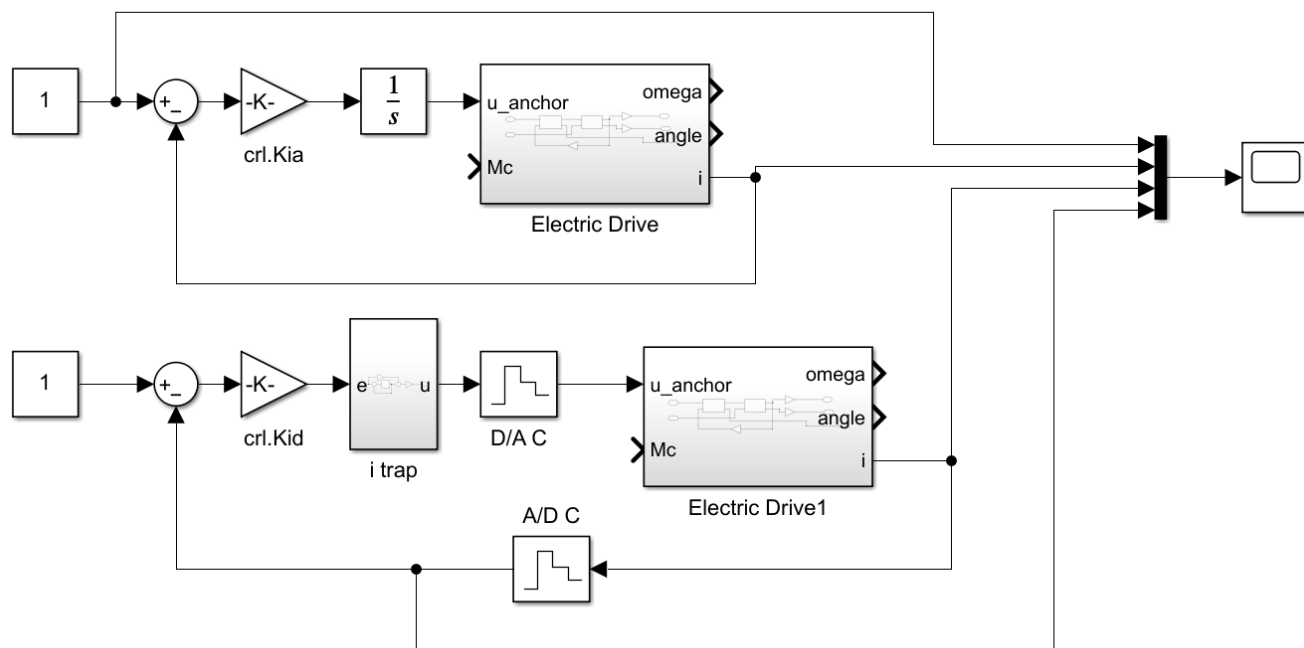 1
+
_
-K-
crl.Kia
1
s
u_anchor
Mc
omega
angle
i
Electric Drive
1
+
_
-K-
crl.Kid
e
u
i trap
D/A C
u_anchor
Mc
omega
angle
i
Electric Drive1
A/D C